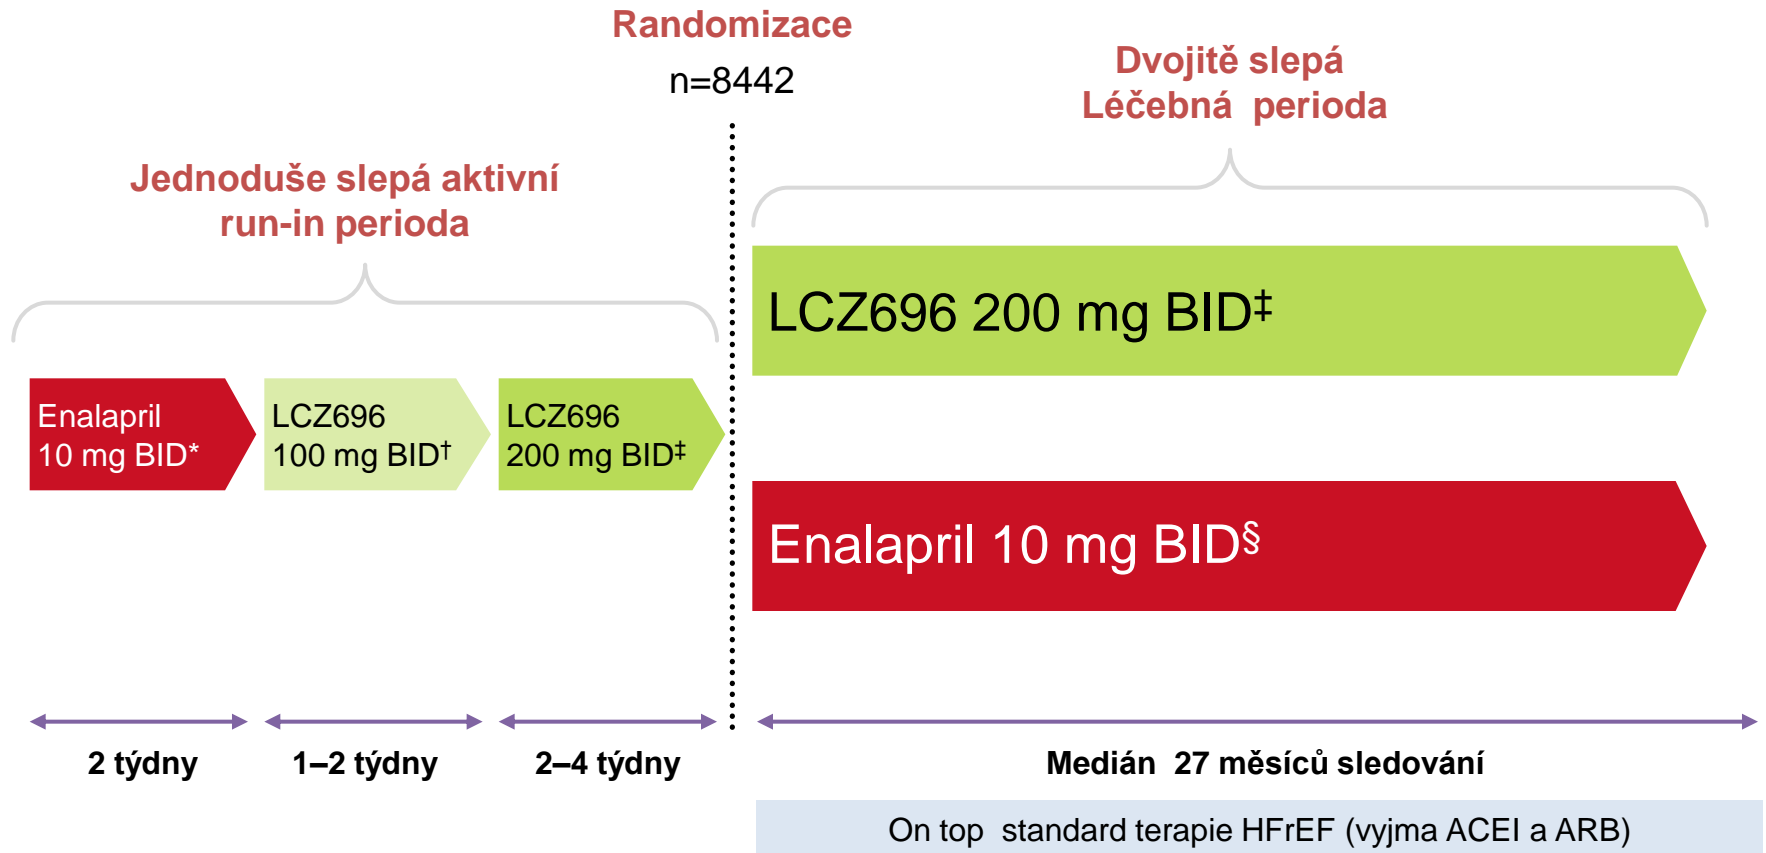 Randomizace
n=8442
Dvojitě slepá
Léčebná perioda
Jednoduše slepá aktivní
run-in perioda
LCZ696 200 mg BID‡
Enalapril
10 mg BID*
LCZ696
100 mg BID†
LCZ696
200 mg BID‡
Enalapril 10 mg BID§
2 týdny
1–2 týdny
2–4 týdny
Medián 27 měsíců sledování
On top standard terapie HFrEF (vyjma ACEI a ARB)